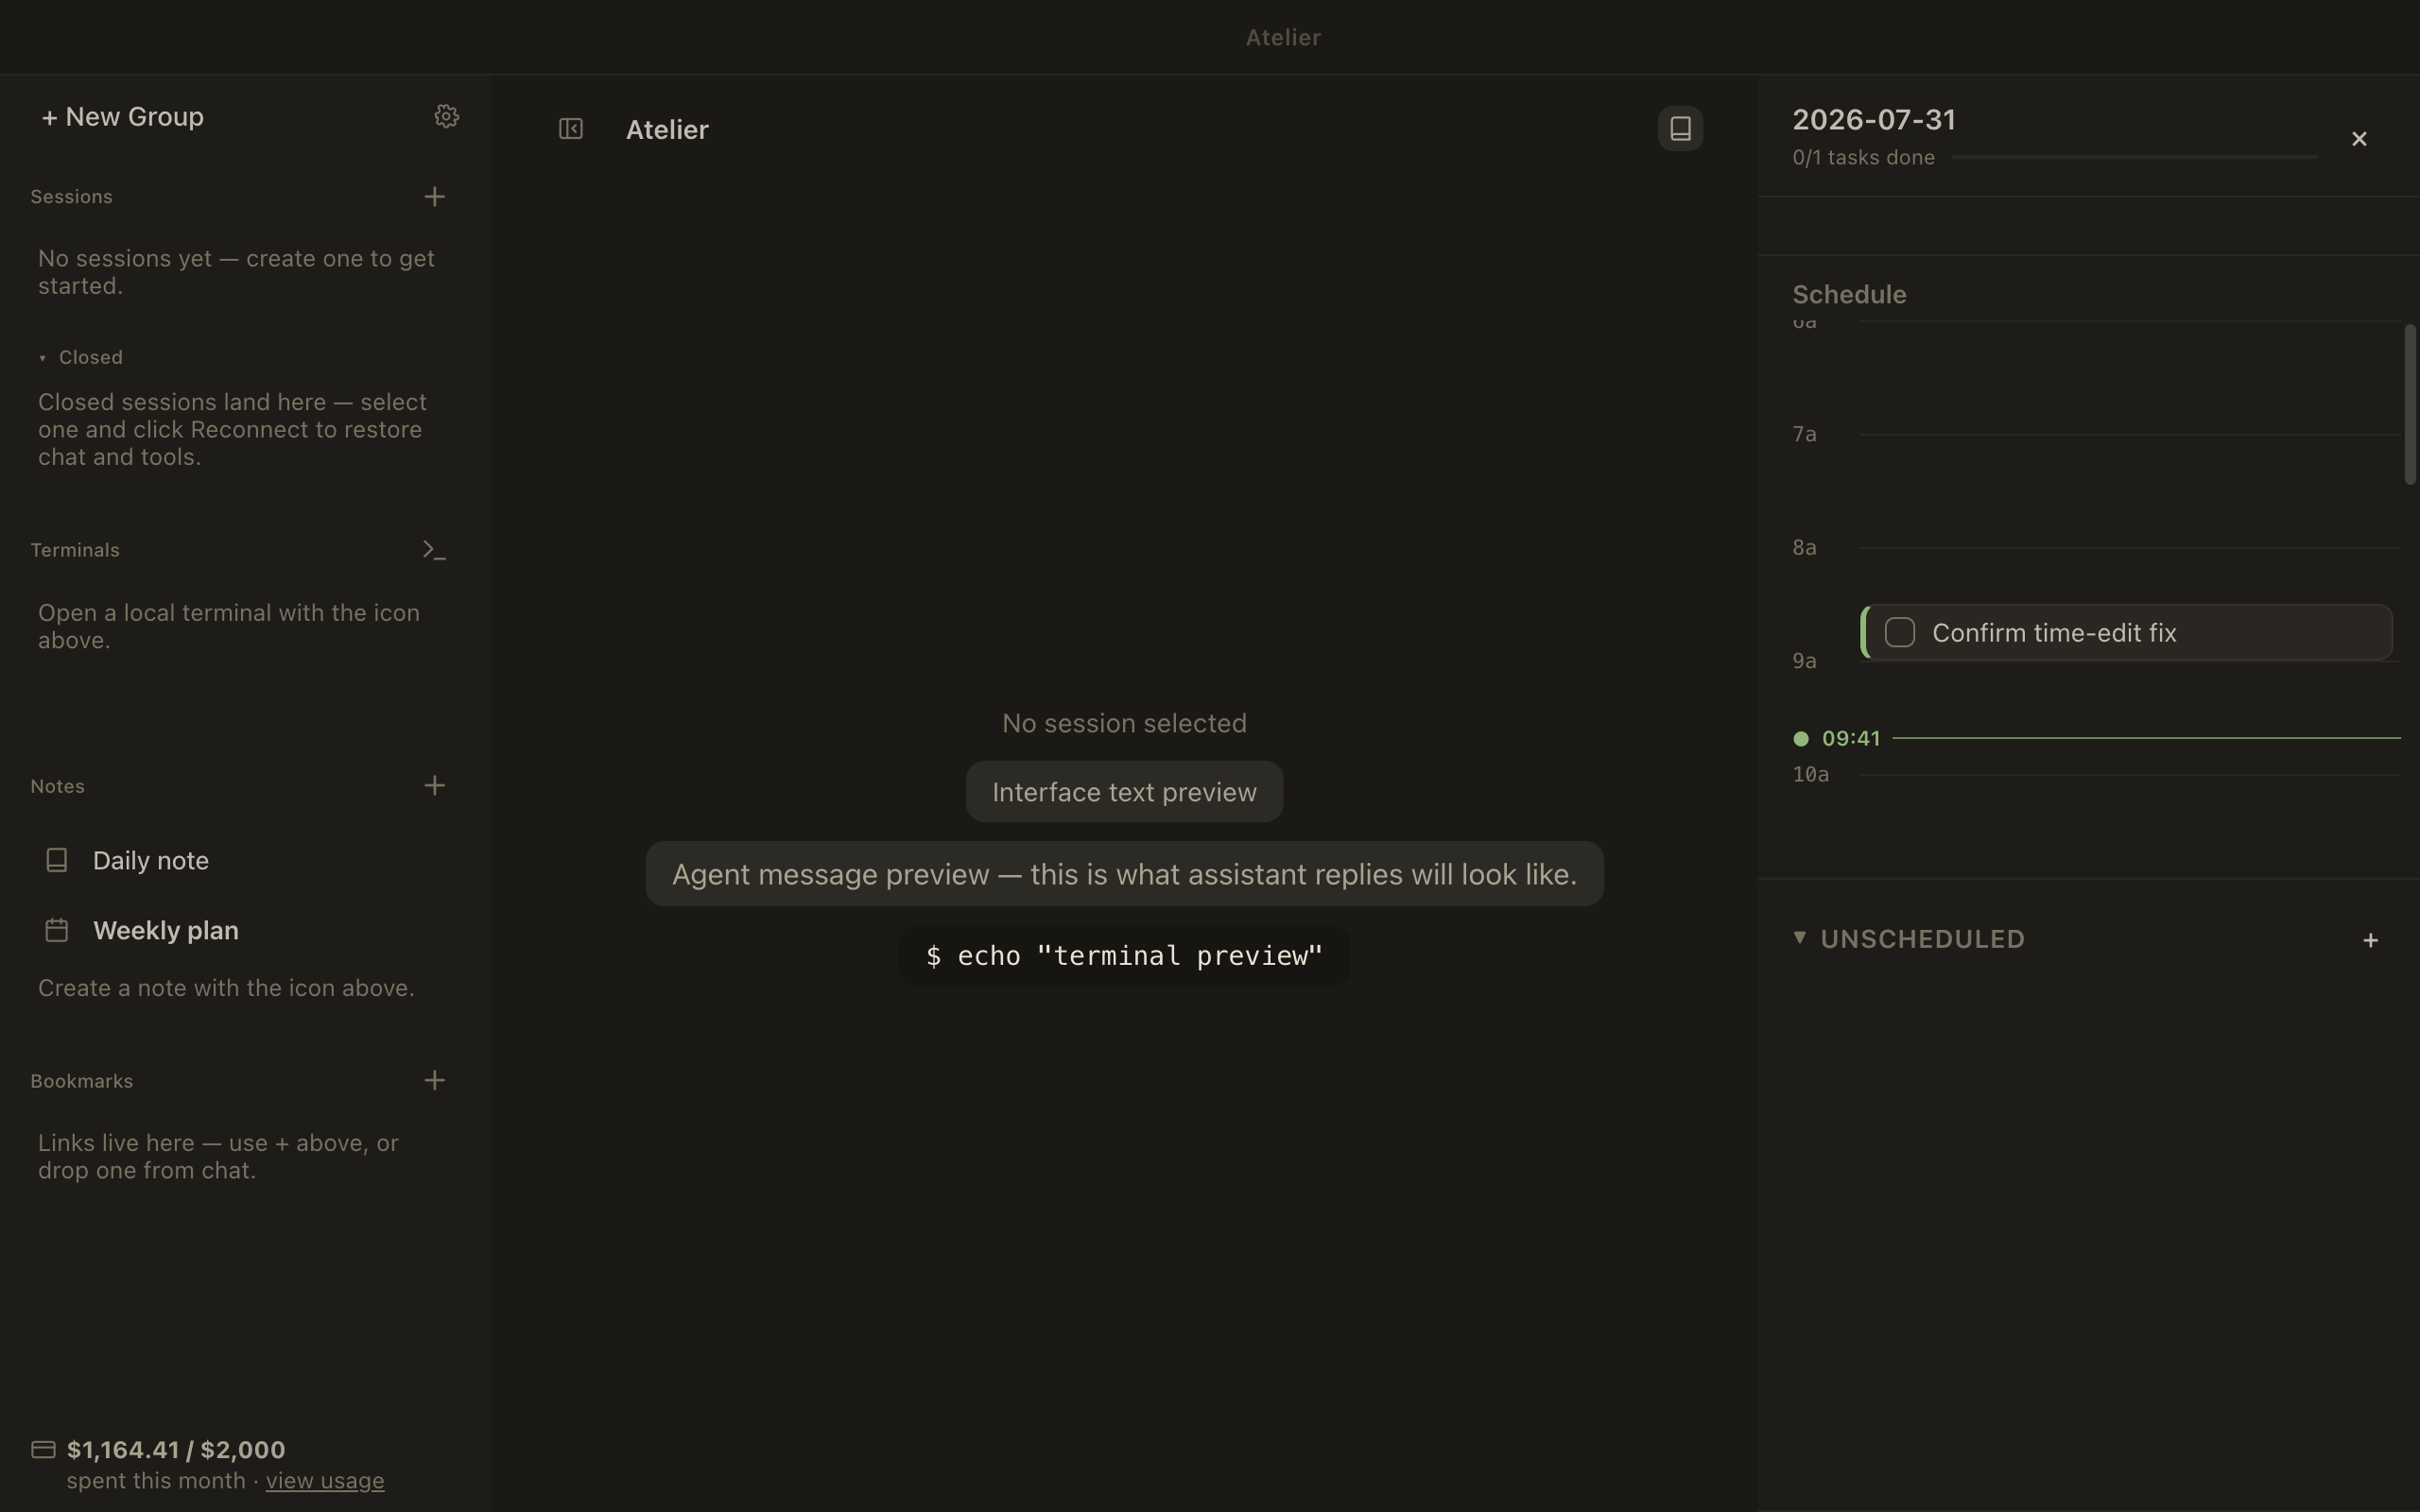 Atelier
+ New Group
Sessions
No sessions yet — create one to get
started.
▾ Closed
Closed sessions land here — select
one and click Reconnect to restore
chat and tools.
Terminals
Open a local terminal with the icon
above.
Notes
Daily note
Weekly plan
Create a note with the icon above.
Bookmarks
Links live here — use + above, or
drop one from chat.
$1,164.41 / $2,000
spent this month · view usage
Atelier
No session selected
Interface text preview
Agent message preview — this is what assistant replies will look like.
$ echo "terminal preview"
2026-07-31
0/1 tasks done
Schedule
7a
8a
Confirm time-edit fix
9a
09:41
10a
UNSCHEDULED